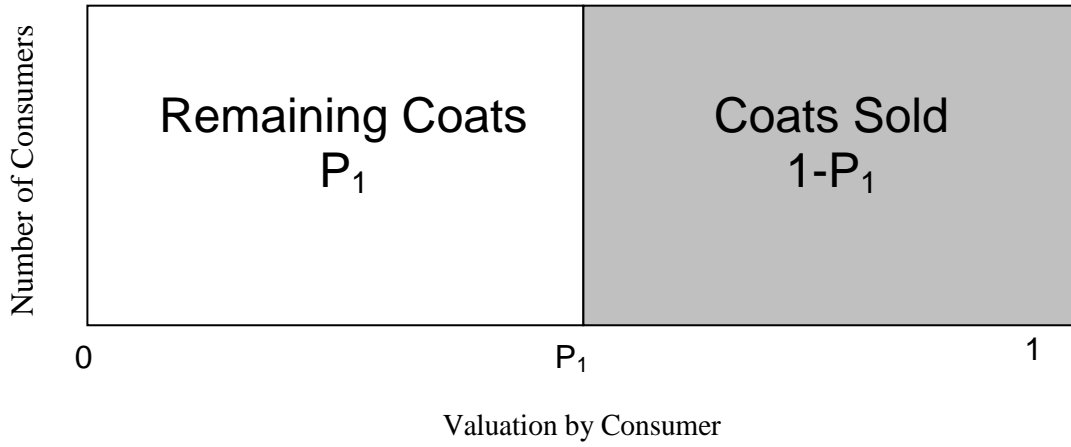 Number of Consumers
Remaining Coats
P₁
Coats Sold
1-P₁
0
P₁
1
Valuation by Consumer